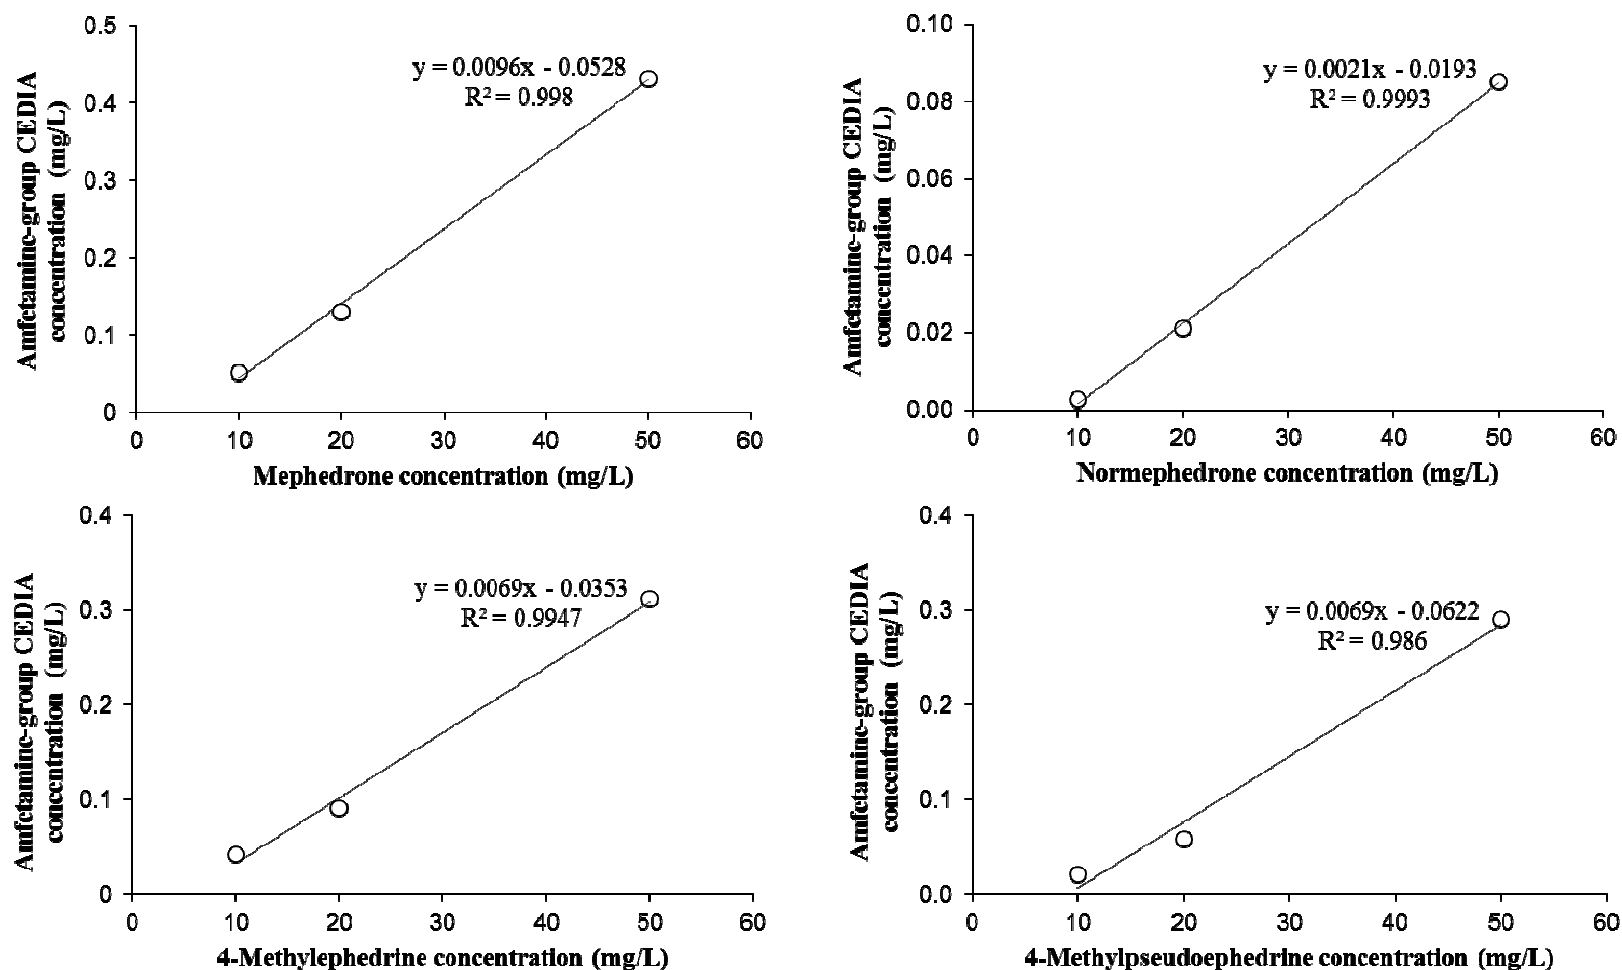 Amfetamine-group CEDIA
concentration (mg/L)
0.5
0.4
0.3
0.2
0.1
0
y = 0.0096x - 0.0528
R² = 0.998
0 10 20 30 40 50 60
Mephedrone concentration (mg/L)
Amfetamine-group CEDIA
concentration (mg/L)
0.10
0.08
0.06
0.04
0.02
0.00
y = 0.0021x - 0.0193
R² = 0.9993
0 10 20 30 40 50 60
Normephedrone concentration (mg/L)
Amfetamine-group CEDIA
concentration (mg/L)
0.4
0.3
0.2
0.1
0
y = 0.0069x - 0.0353
R² = 0.9947
0 10 20 30 40 50 60
4-Methylephedrine concentration (mg/L)
Amfetamine-group CEDIA
concentration (mg/L)
0.4
0.3
0.2
0.1
0.0
y = 0.0069x - 0.0622
R² = 0.986
0 10 20 30 40 50 60
4-Methylpseudoephedrine concentration (mg/L)